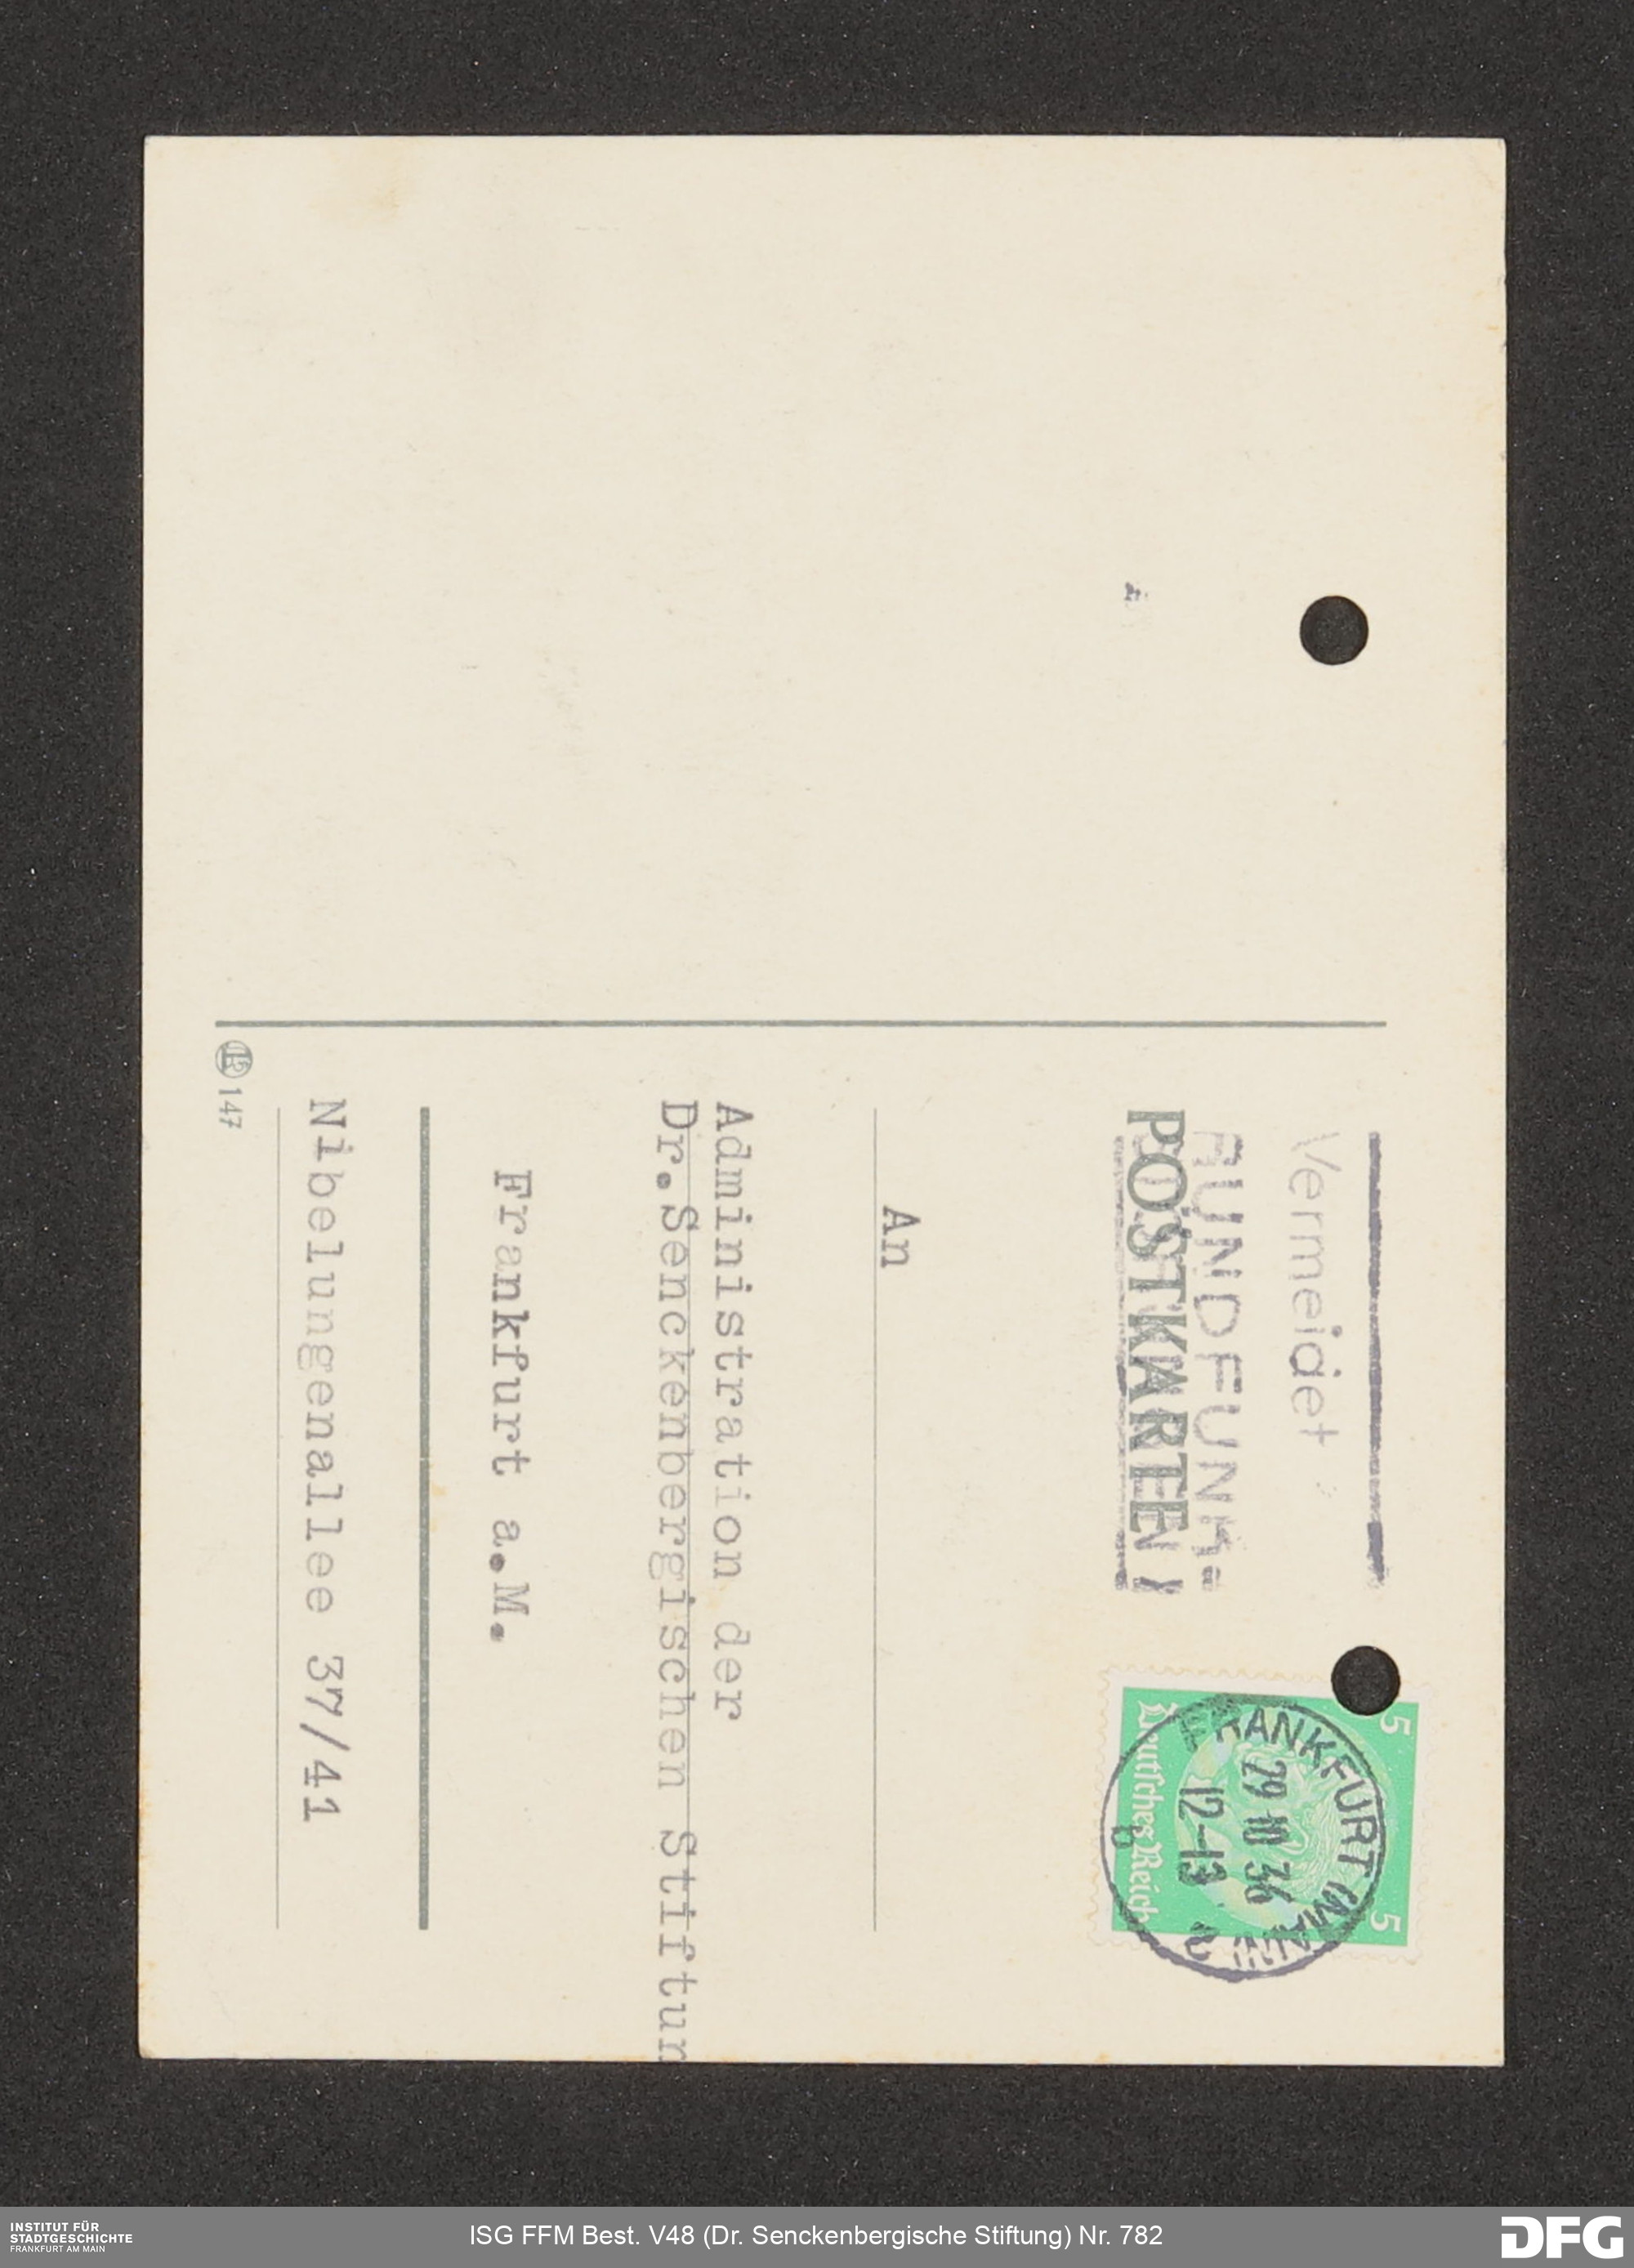 Vermeidet
RUNDFUNK-
POSTKARTE
5 5
Deutsches Reich
FRANKFURT (MAIN) 2
29 10 36
12-13
b
An
Administration der
Dr.Senckenbergischen Stiftun
Frankfurt a.M.
Nibelungenallee 37/41
147
INSTITUT FÜR
STADTGESCHICHTE
FRANKFURT AM MAIN
ISG FFM Best. V48 (Dr. Senckenbergische Stiftung) Nr. 782
DFG